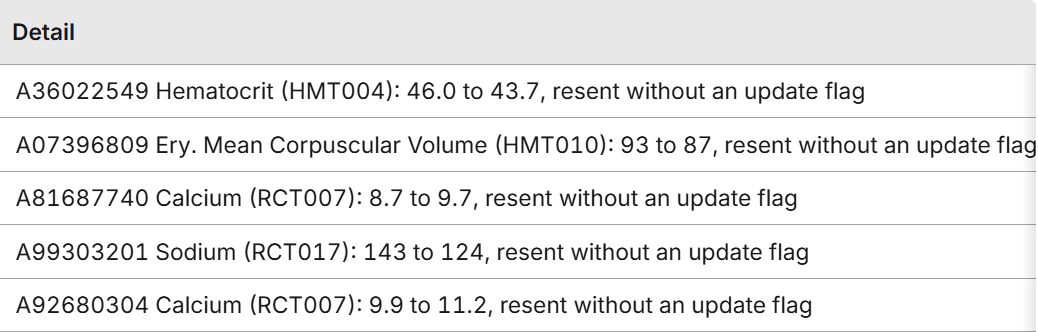 Detail
A36022549 Hematocrit (HMT004): 46.0 to 43.7, resent without an update flag
A07396809 Ery. Mean Corpuscular Volume (HMT010): 93 to 87, resent without an update flag
A81687740 Calcium (RCT007): 8.7 to 9.7, resent without an update flag
A99303201 Sodium (RCT017): 143 to 124, resent without an update flag
A92680304 Calcium (RCT007): 9.9 to 11.2, resent without an update flag